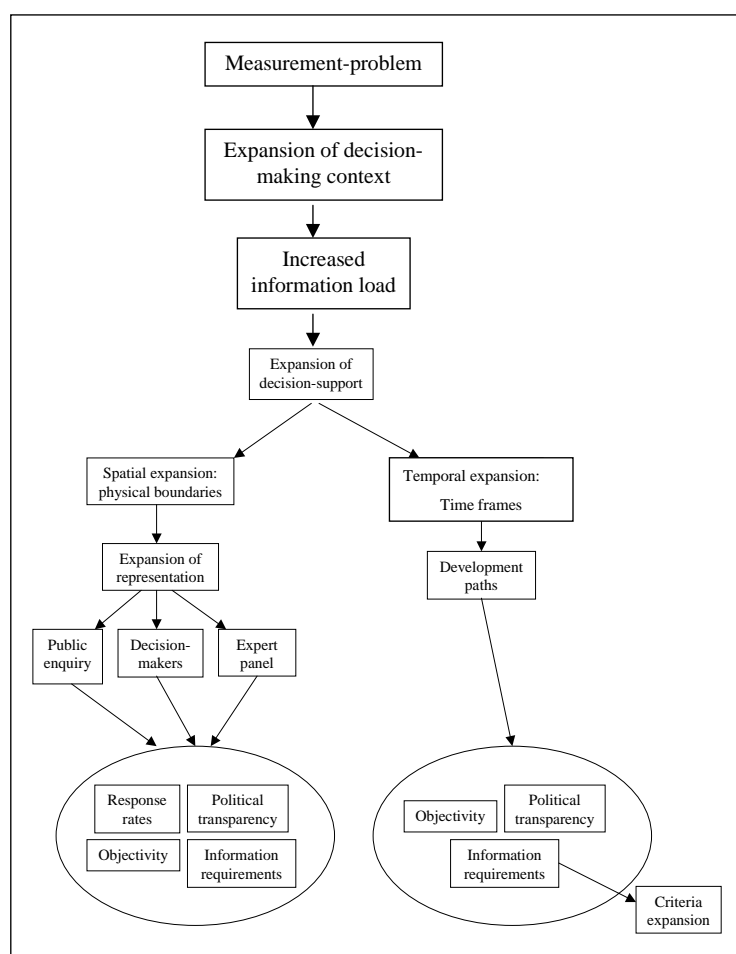 Measurement-problem
Expansion of decision-
making context
Increased
information load
Expansion of
decision-support
Spatial expansion:
physical boundaries
Temporal expansion:
Time frames
Expansion of
representation
Development
paths
Public
enquiry
Decision-
makers
Expert
panel
Response
rates
Political
transparency
Objectivity
Information
requirements
Objectivity
Political
transparency
Information
requirements
Criteria
expansion